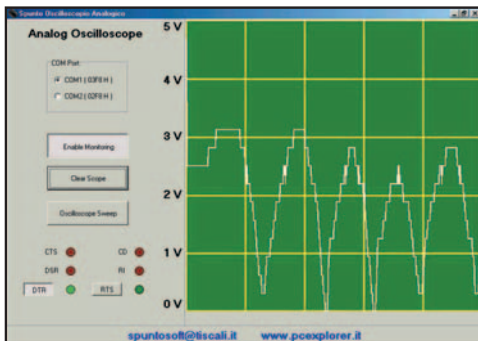 Spunto Oscilloscopio Analogico
Analog Oscilloscope
COM Port
COM1 ( 03F8 H )
COM2 ( 02F8 H )
Enable Monitoring
Clear Scope
Oscilloscope Sweep
CTS CD
DSR RI
DTR RTS
5 V
4 V
3 V
2 V
1 V
0 V
spuntosoft@tiscali.it www.pcexplorer.it